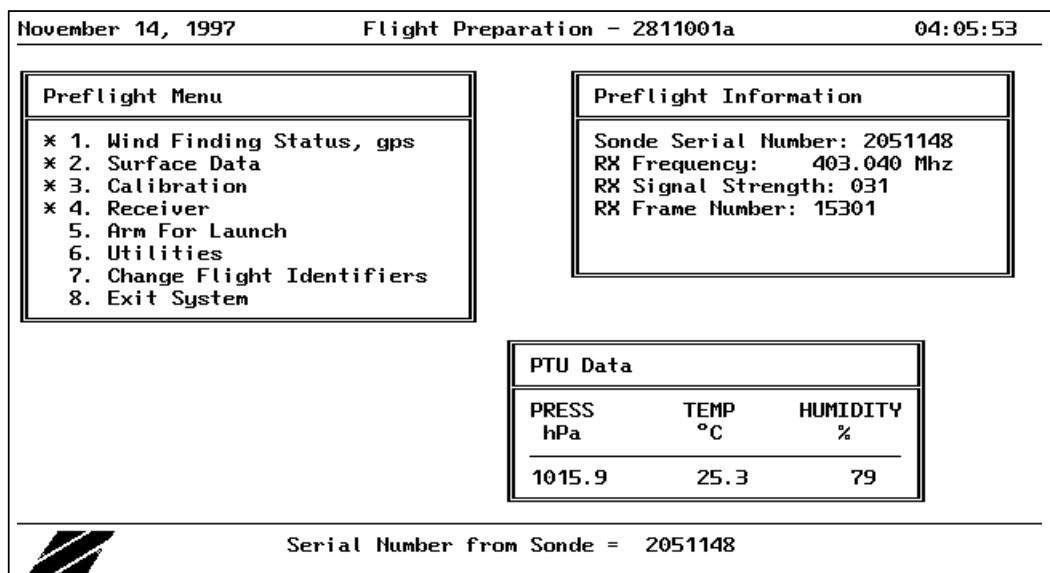 November 14, 1997 Flight Preparation - 2811001a 04:05:53
Preflight Menu
* 1. Wind Finding Status, gps
* 2. Surface Data
* 3. Calibration
* 4. Receiver
5. Arm For Launch
6. Utilities
7. Change Flight Identifiers
8. Exit System
Preflight Information
Sonde Serial Number: 2051148
RX Frequency: 403.040 Mhz
RX Signal Strength: 031
RX Frame Number: 15301
PTU Data
PRESS TEMP HUMIDITY
hPa °C %
1015.9 25.3 79
Serial Number from Sonde = 2051148